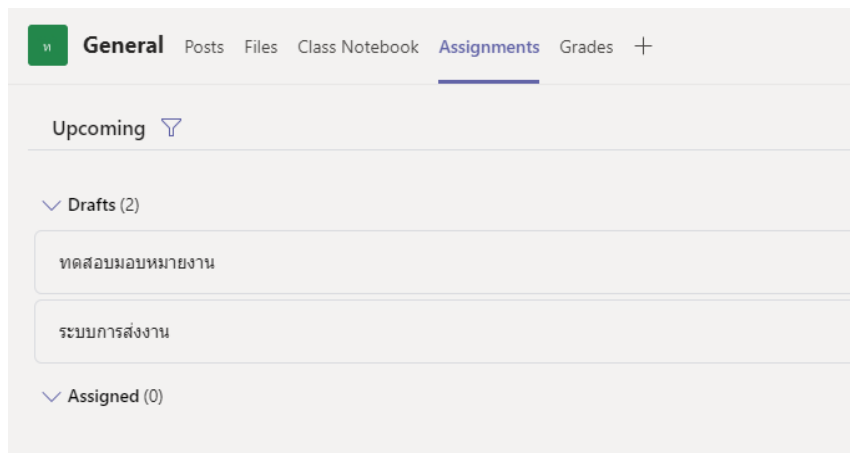 ท General Posts Files Class Notebook Assignments Grades
Upcoming
Drafts (2)
ทดสอบมอบหมายงาน
ระบบการส่งงาน
Assigned (0)